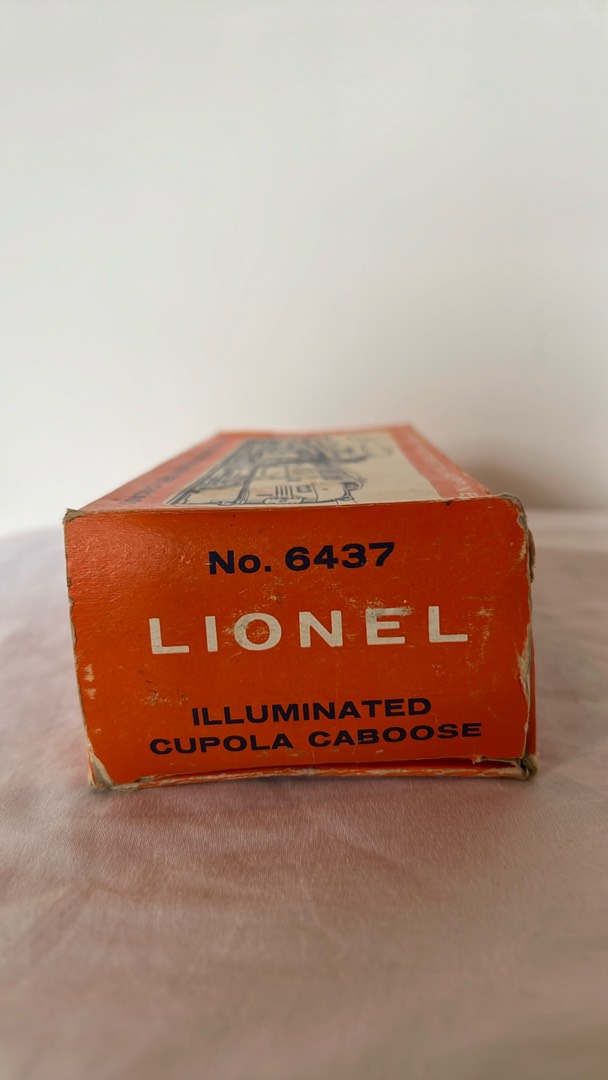 No. 6437
LIONEL
ILLUMINATED
CUPOLA CABOOSE